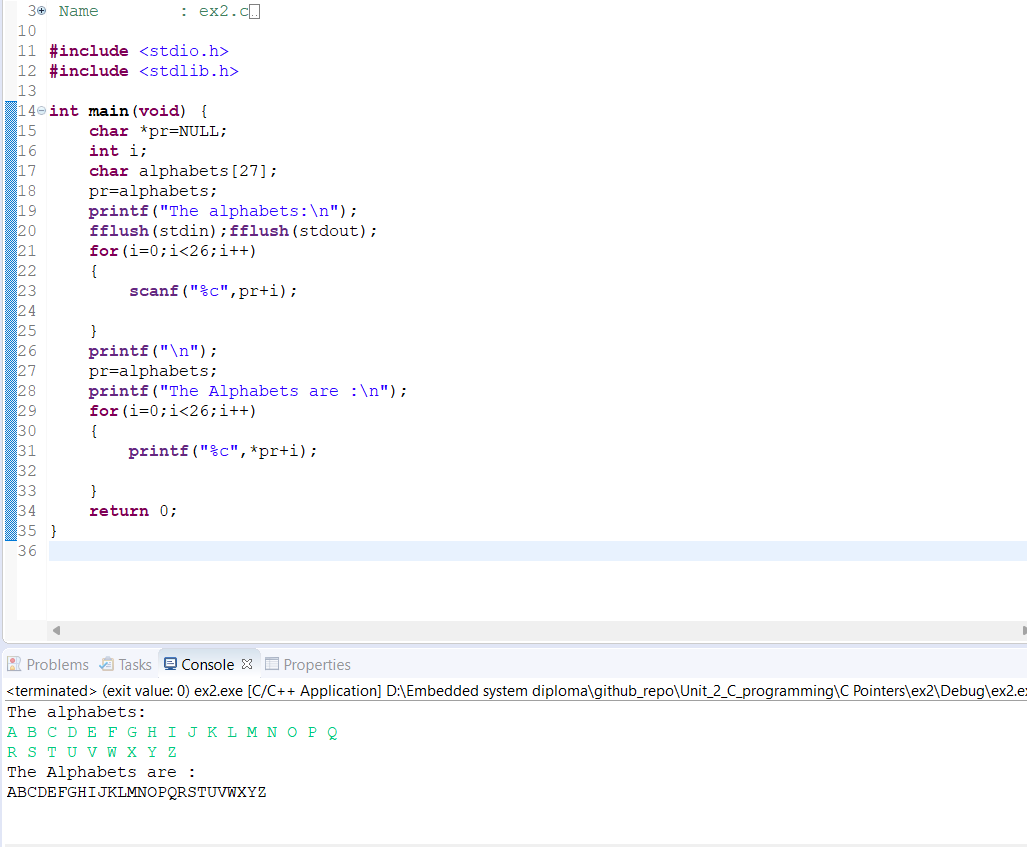 3 Name : ex2.c
10
11 #include <stdio.h>
12 #include <stdlib.h>
13
14 int main(void) {
15 char *pr=NULL;
16 int i;
17 char alphabets[27];
18 pr=alphabets;
19 printf("The alphabets:\n");
20 fflush(stdin);fflush(stdout);
21 for(i=0;i<26;i++)
22 {
23 scanf("%c",pr+i);
24
25 }
26 printf("\n");
27 pr=alphabets;
28 printf("The Alphabets are :\n");
29 for(i=0;i<26;i++)
30 {
31 printf("%c",*pr+i);
32
33 }
34 return 0;
35 }
36
Problems Tasks Console Properties
<terminated> (exit value: 0) ex2.exe [C/C++ Application] D:\Embedded system diploma\github_repo\Unit_2_C_programming\C Pointers\ex2\Debug\ex2.ex
The alphabets:
A B C D E F G H I J K L M N O P Q
R S T U V W X Y Z
The Alphabets are :
ABCDEFGHIJKLMNOPQRSTUVWXYZ